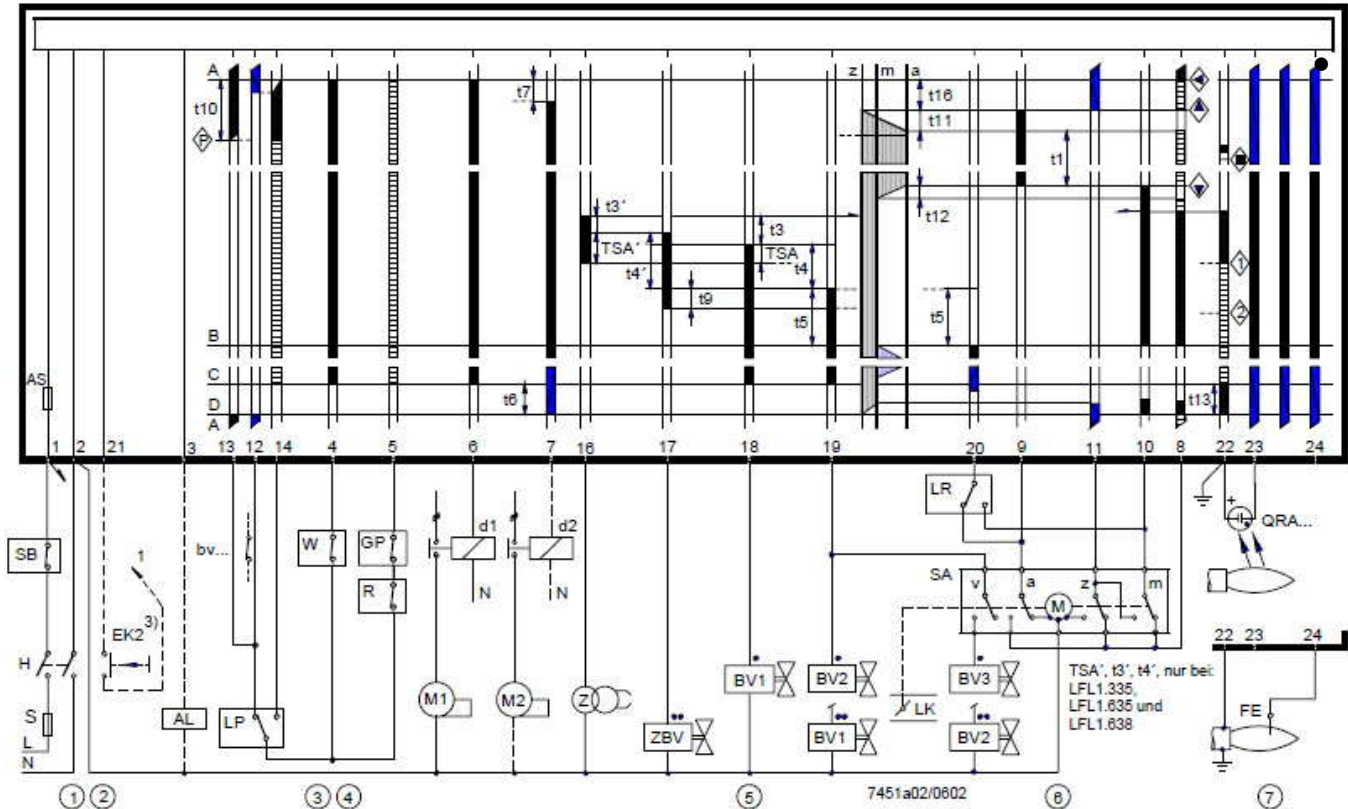 A
t10
P
t7
z m a
t16
t11
t1
t12
t3´
TSA´
t4´
t9
t3
TSA
t4
t5
t5
1
2
B
C
D
A
t6
t13
AS
1 2 21 3 13 12 14 4 5 6 7 16 17 18 19 20 9 11 10 8 22 23 24
SB
H
S
L
N
1
EK2 3)
AL
bv...
LP
W
GP
R
d1
N
d2
N
M1
M2
Z
ZBV
BV1
BV2
BV1
LR
SA
v a z m
M
LK
BV3
BV2
+
QRA...
22 23 24
FE
TSA´, t3´, t4´, nur bei:
LFL1.335,
LFL1.635 und
LFL1.638
7451a02/0602
1 2 3 4 5 6 7